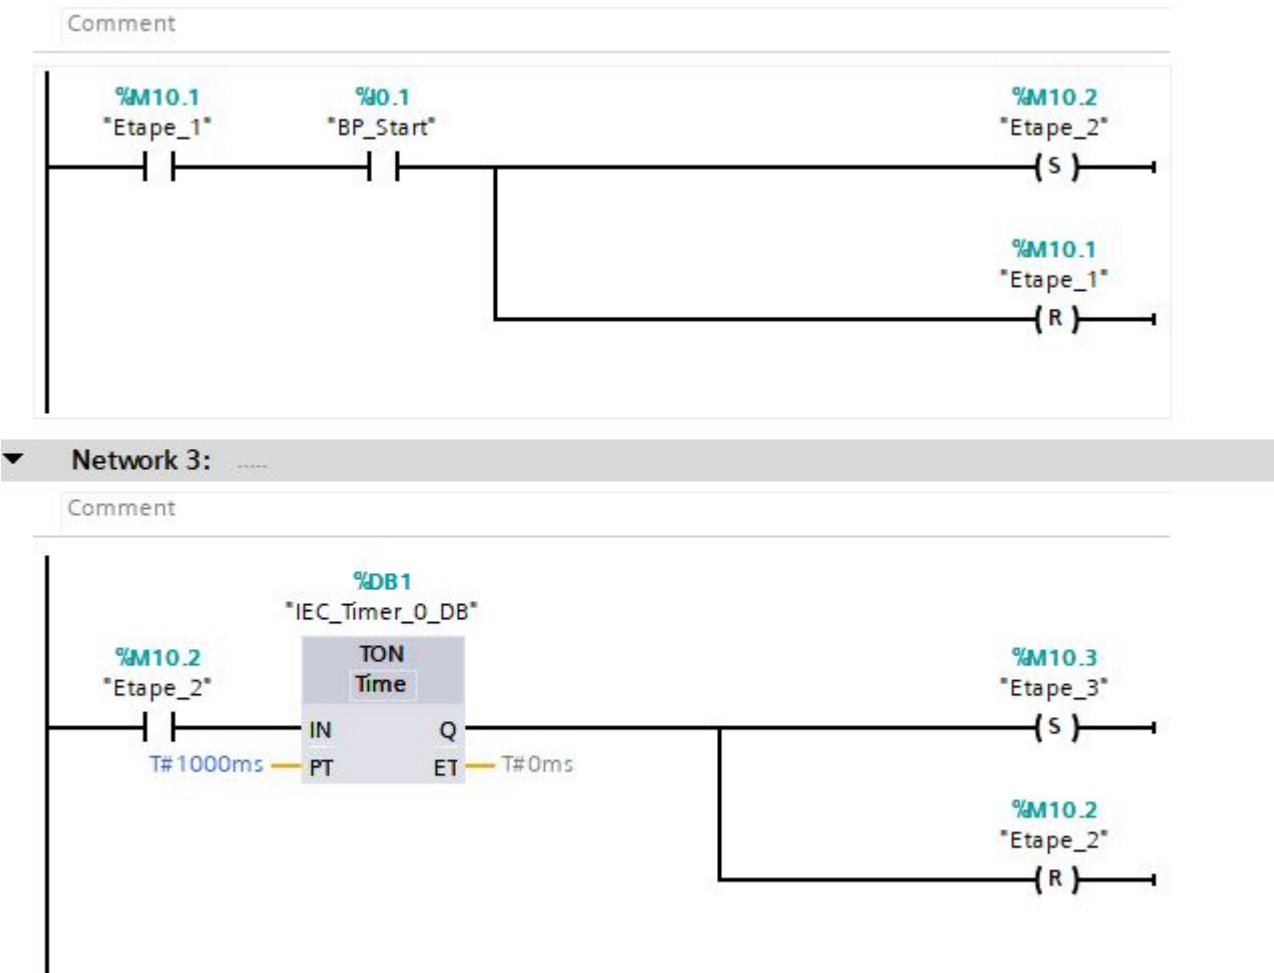 Comment
%M10.1 %I0.1 %M10.2
"Etape_1" "BP_Start" "Etape_2"
S
%M10.1
"Etape_1"
R
Network 3: .....
Comment
%DB1
"IEC_Timer_0_DB"
%M10.2 TON %M10.3
"Etape_2" Time "Etape_3"
IN Q S
T#1000ms PT ET T#0ms
%M10.2
"Etape_2"
R